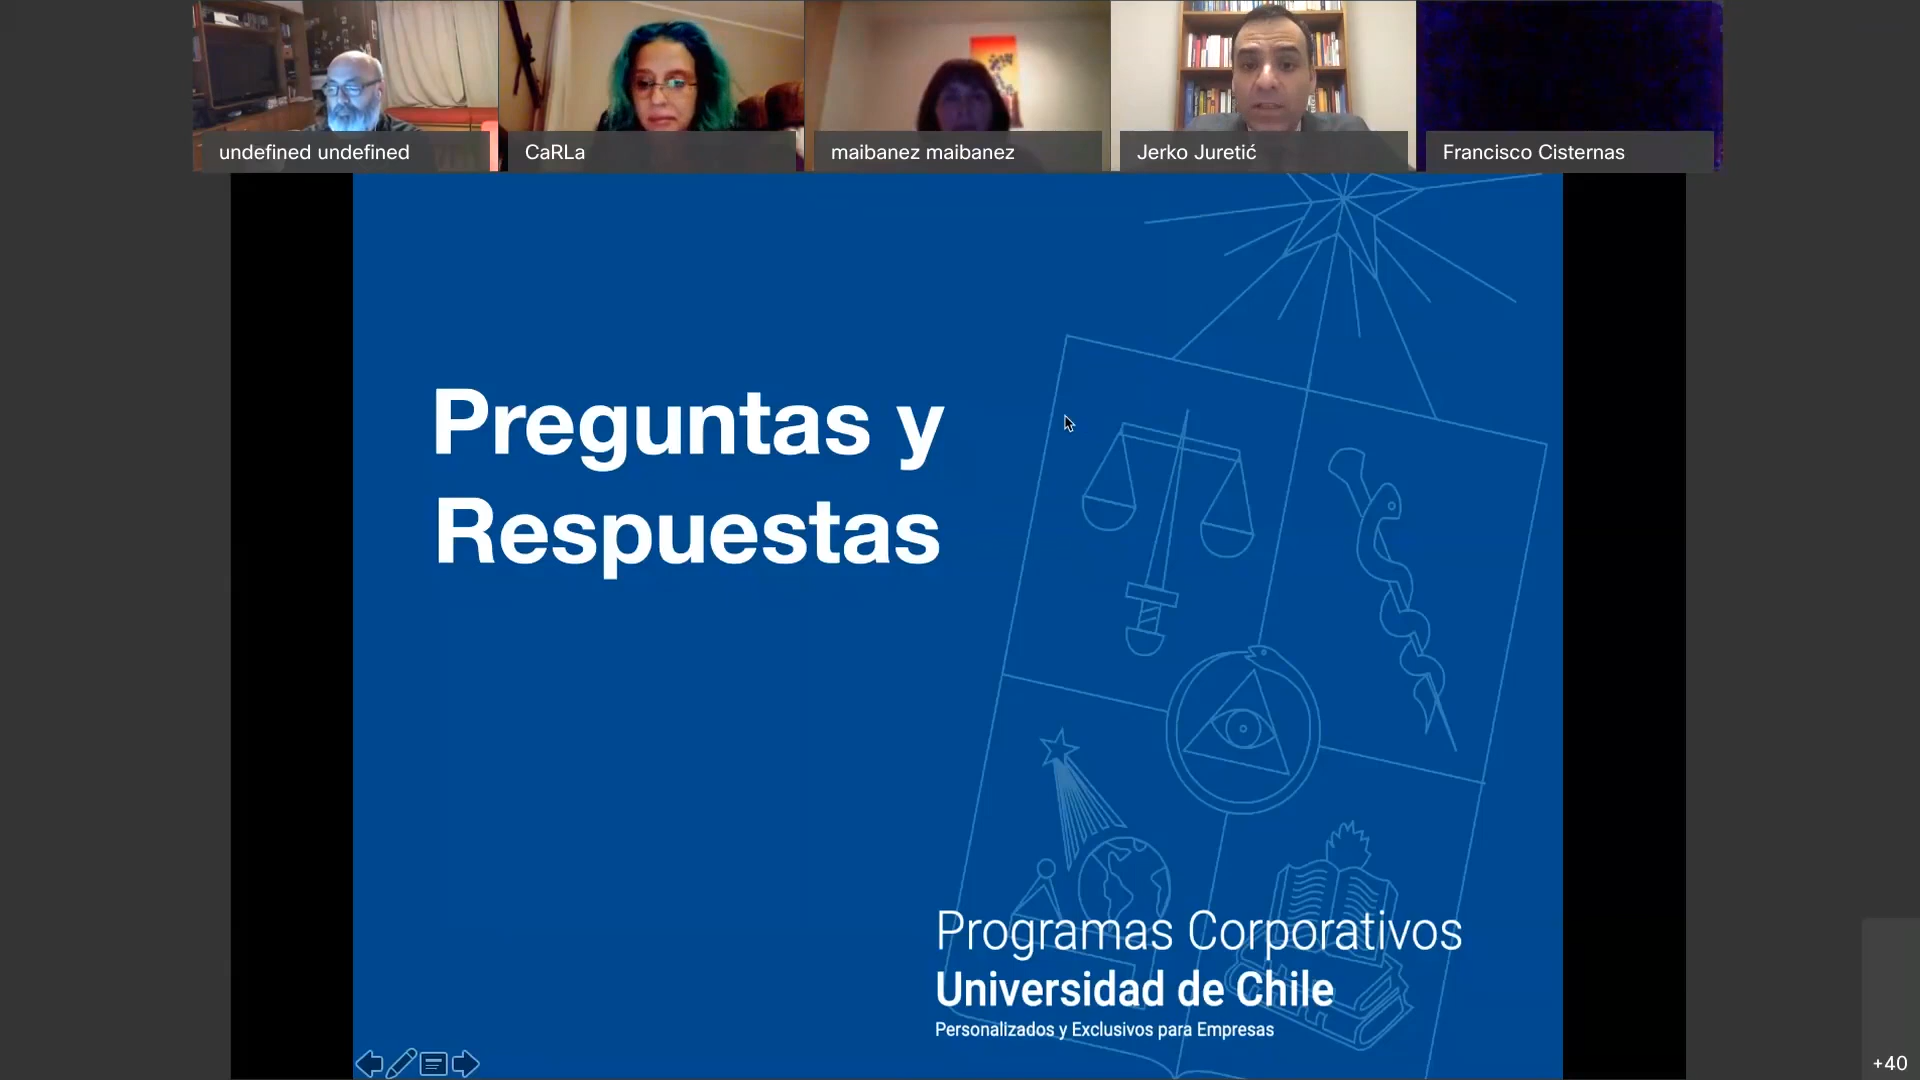 undefined undefined
CaRLa
maibanez maibanez
Jerko Juretić
Francisco Cisternas
Preguntas y
Respuestas
Programas Corporativos
Universidad de Chile
Personalizados y Exclusivos para Empresas
+40